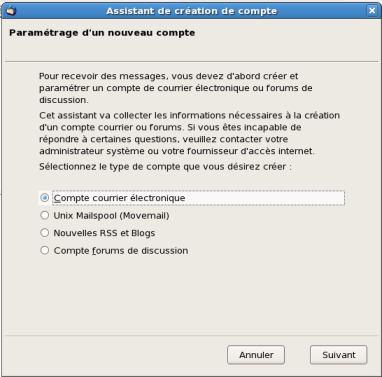 Assistant de création de compte
Paramétrage d'un nouveau compte
Pour recevoir des messages, vous devez d'abord créer et
paramétrer un compte de courrier électronique ou forums de
discussion.
Cet assistant va collecter les informations nécessaires à la création
d'un compte courrier ou forums. Si vous êtes incapable de
répondre à certaines questions, veuillez contacter votre
administrateur système ou votre fournisseur d'accès internet.
Sélectionnez le type de compte que vous désirez créer :
Compte courrier électronique
Unix Mailspool (Movemail)
Nouvelles RSS et Blogs
Compte forums de discussion
Annuler
Suivant